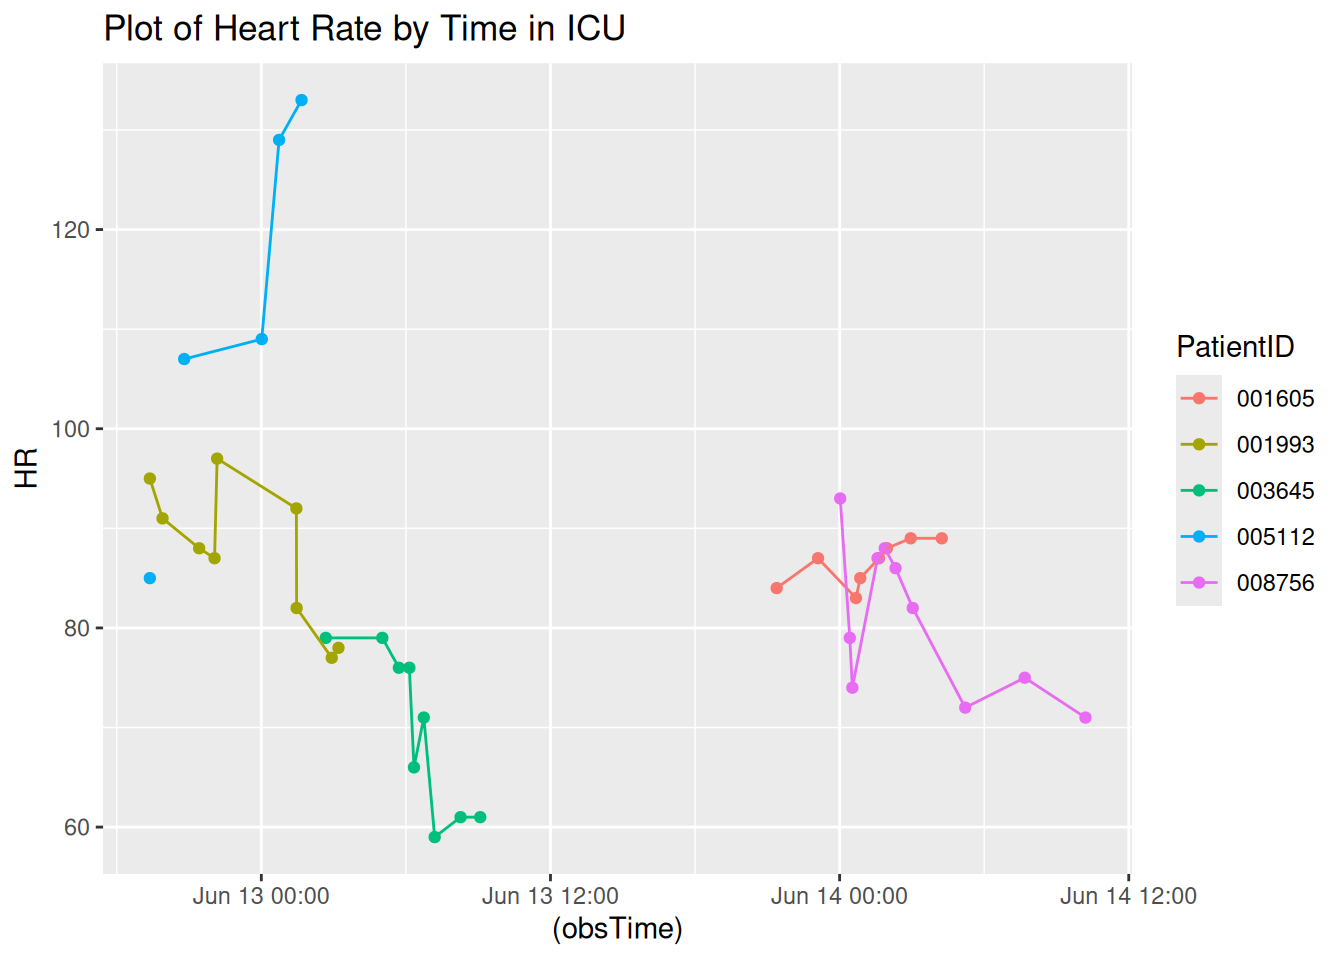 Plot of Heart Rate by Time in ICU
120
100
80
60
HR
Jun 13 00:00
Jun 13 12:00
Jun 14 00:00
Jun 14 12:00
(obsTime)
PatientID
001605
001993
003645
005112
008756